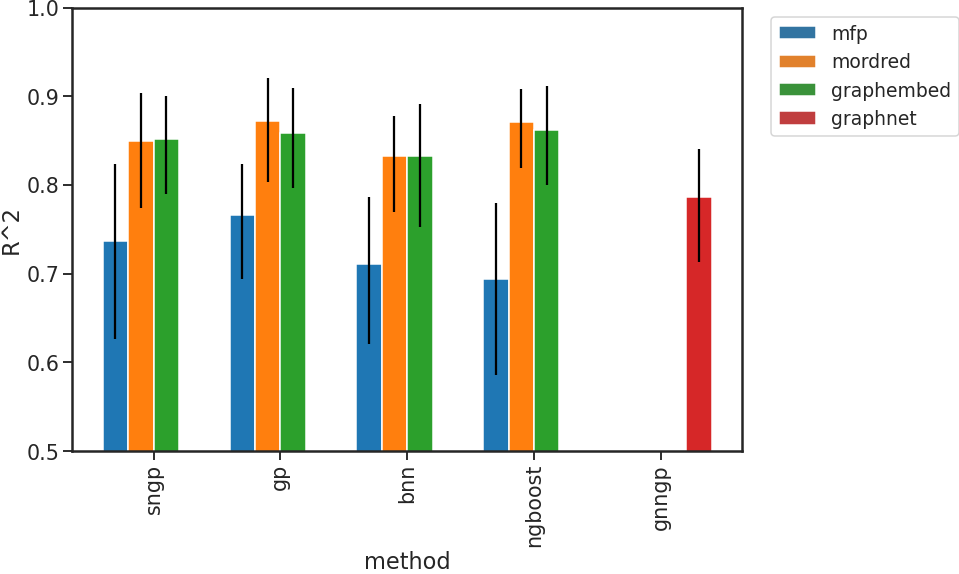 1.0
0.9
0.8
0.7
0.6
0.5
R^2
sngp
gp
bnn
ngboost
gnngp
method
mfp
mordred
graphembed
graphnet